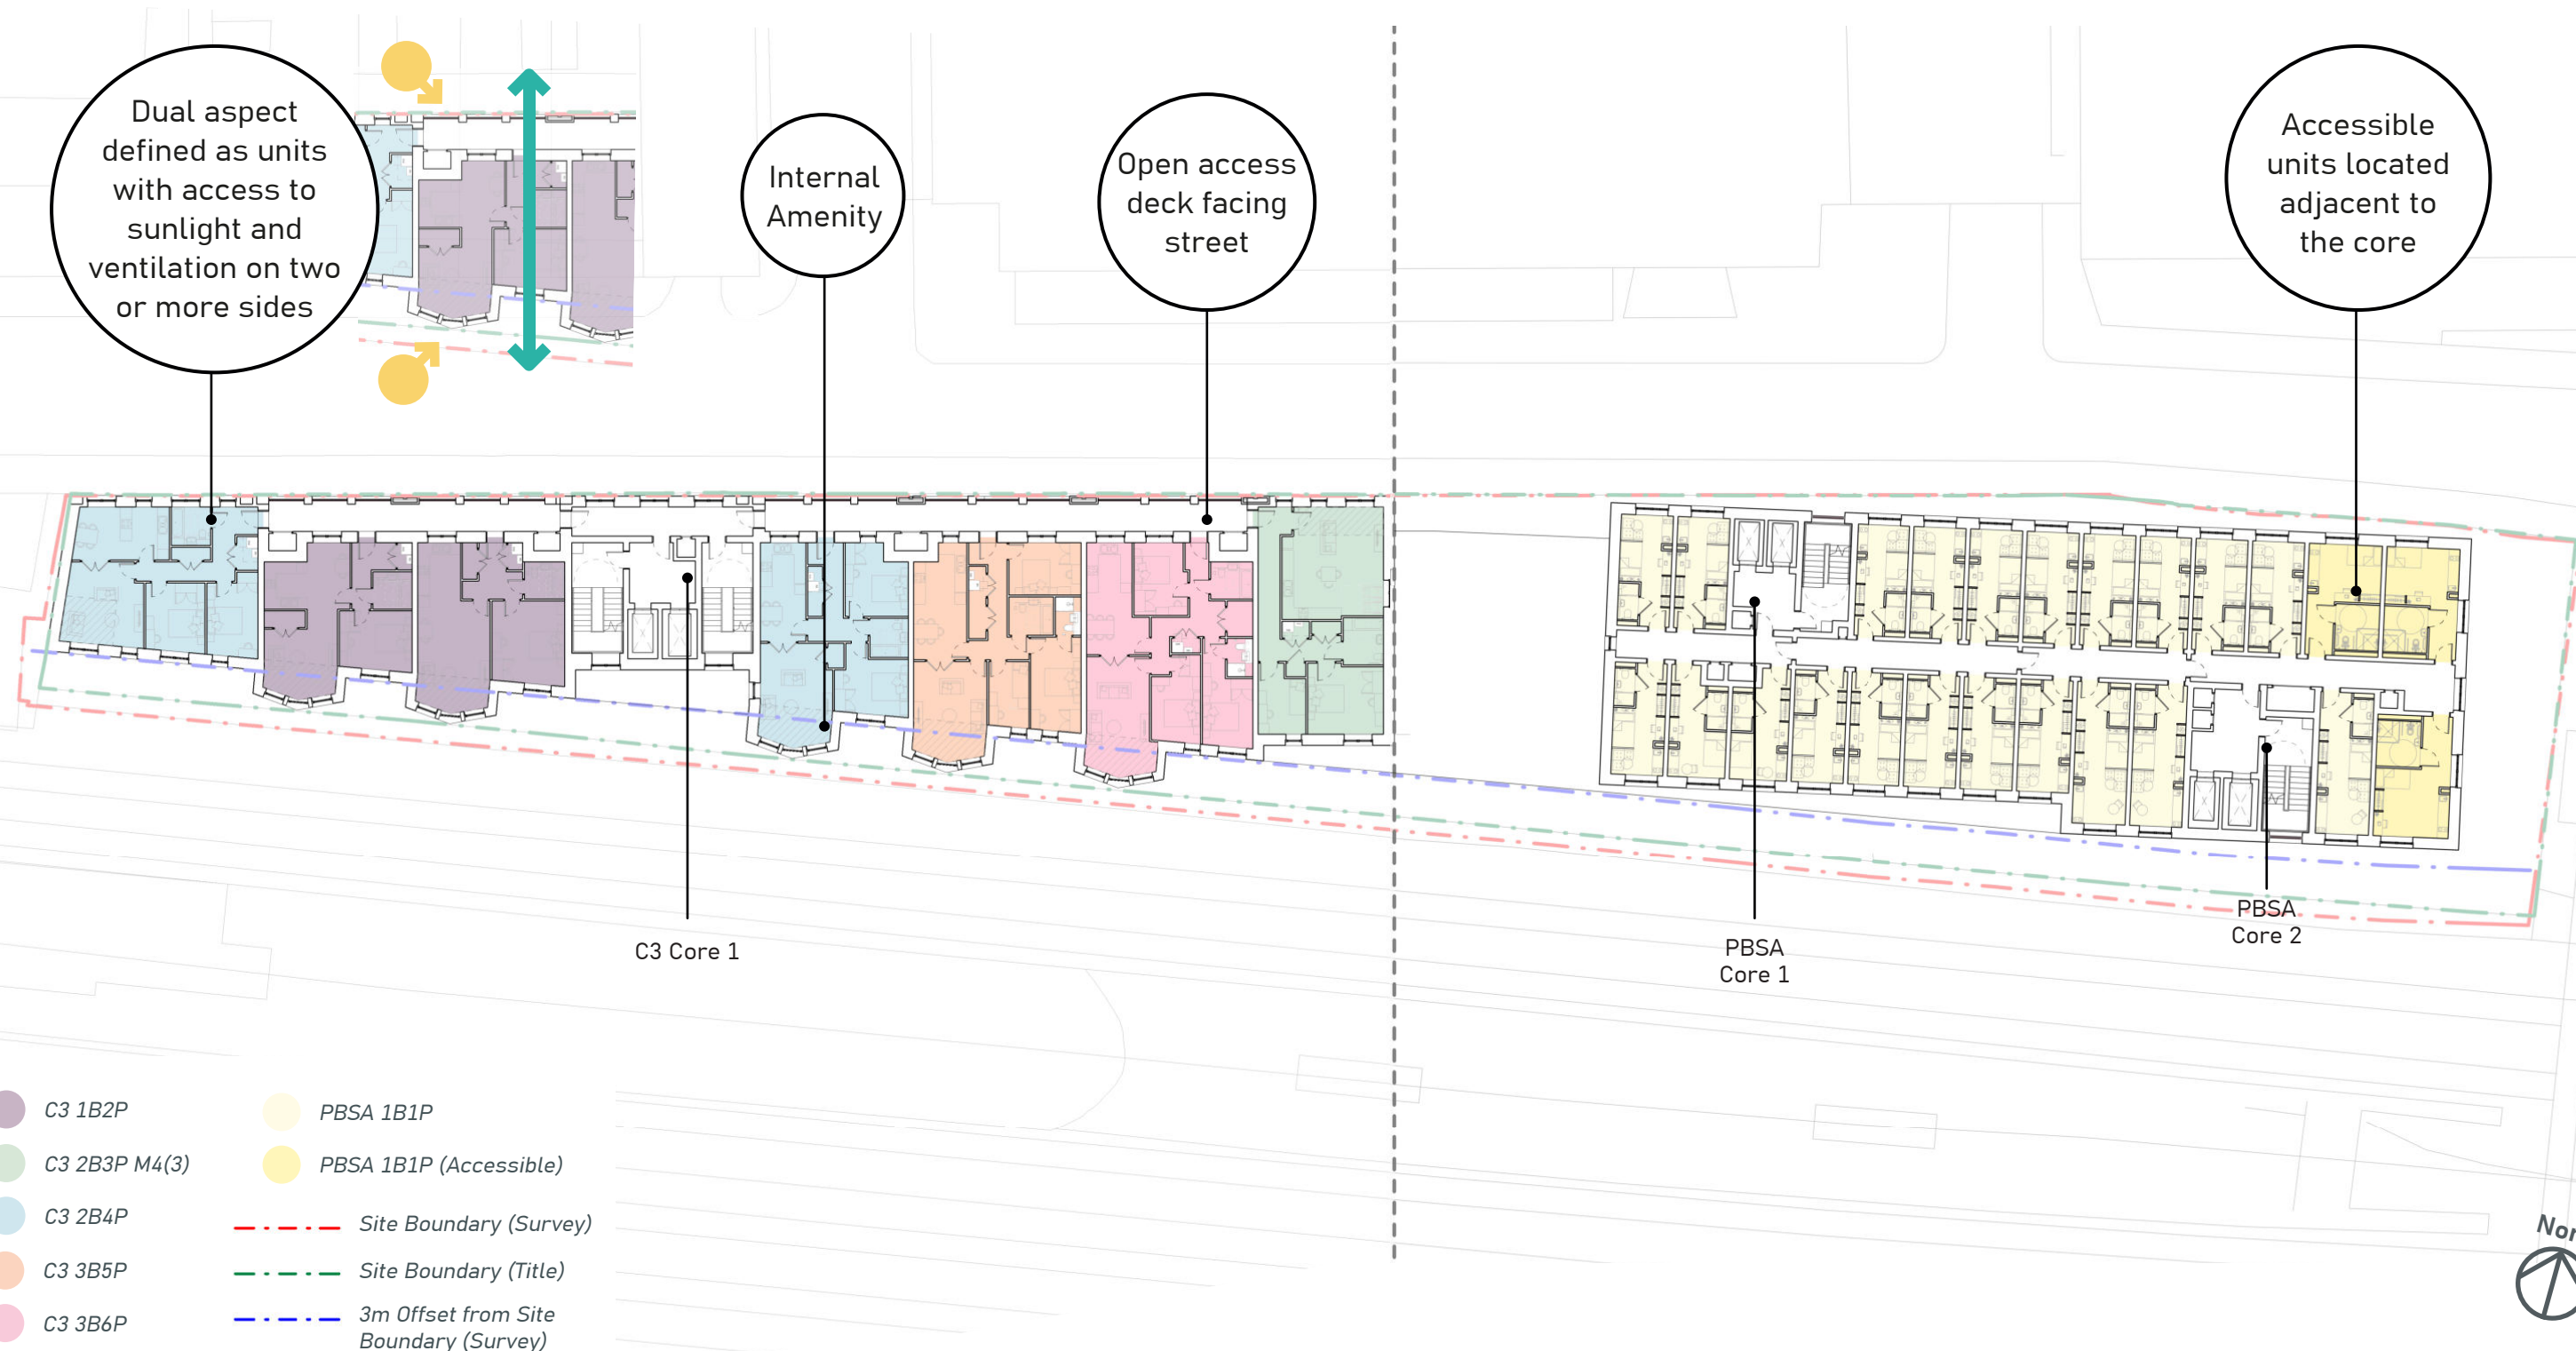 Dual aspect
defined as units
with access to
sunlight and
ventilation on two
or more sides
Internal
Amenity
Open access
deck facing
street
Accessible
units located
adjacent to
the core
C3 Core 1
PBSA
Core 1
PBSA
Core 2
C3 1B2P
C3 2B3P M4(3)
C3 2B4P
C3 3B5P
C3 3B6P
PBSA 1B1P
PBSA 1B1P (Accessible)
Site Boundary (Survey)
Site Boundary (Title)
3m Offset from Site
Boundary (Survey)
Nor